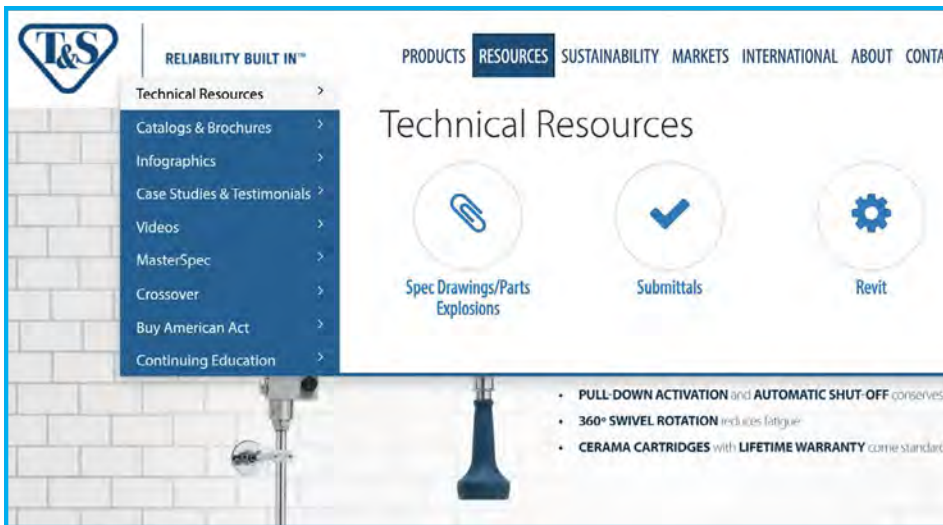 T&S
RELIABILITY BUILT IN™
PRODUCTS RESOURCES SUSTAINABILITY MARKETS INTERNATIONAL ABOUT CONTA
Technical Resources
Catalogs & Brochures
Infographics
Case Studies & Testimonials
Videos
MasterSpec
Crossover
Buy American Act
Continuing Education
Technical Resources
Spec Drawings/Parts
Explosions
Submittals
Revit
• PULL-DOWN ACTIVATION and AUTOMATIC SHUT-OFF conserves
• 360º SWIVEL ROTATION reduces fatigue
• CERAMA CARTRIDGES with LIFETIME WARRANTY come standard